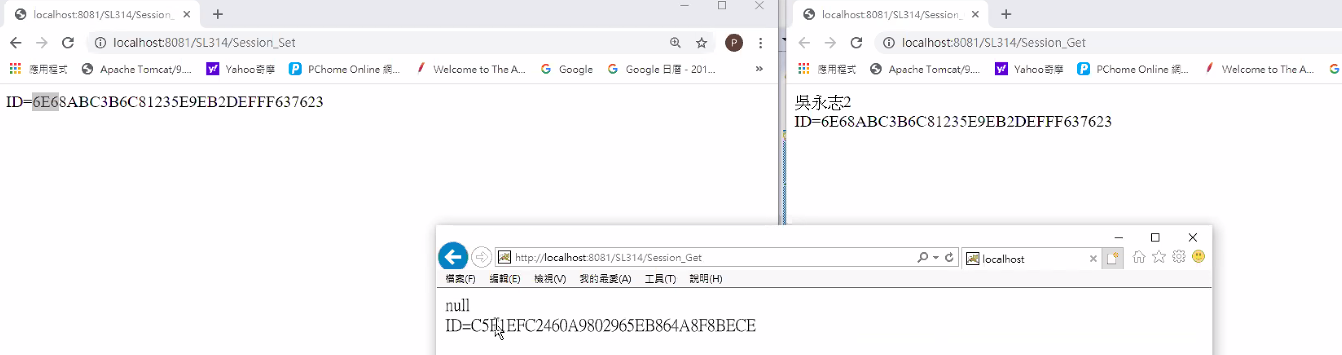 localhost:8081/SL314/Session_
localhost:8081/SL314/Session_Set
P
應用程式
Apache Tomcat/9....
Yahoo奇摩
PChome Online 網...
Welcome to The A...
Google
Google 日曆 - 201...
»
ID=6E68ABC3B6C81235E9EB2DEFFF637623
localhost:8081/SL314/Session_
localhost:8081/SL314/Session_Get
應用程式
Apache Tomcat/9....
Yahoo奇摩
PChome Online 網...
Welcome to The A...
吳永志2
ID=6E68ABC3B6C81235E9EB2DEFFF637623
http://localhost:8081/SL314/Session_Get
localhost
檔案(F) 編輯(E) 檢視(V) 我的最愛(A) 工具(T) 說明(H)
null